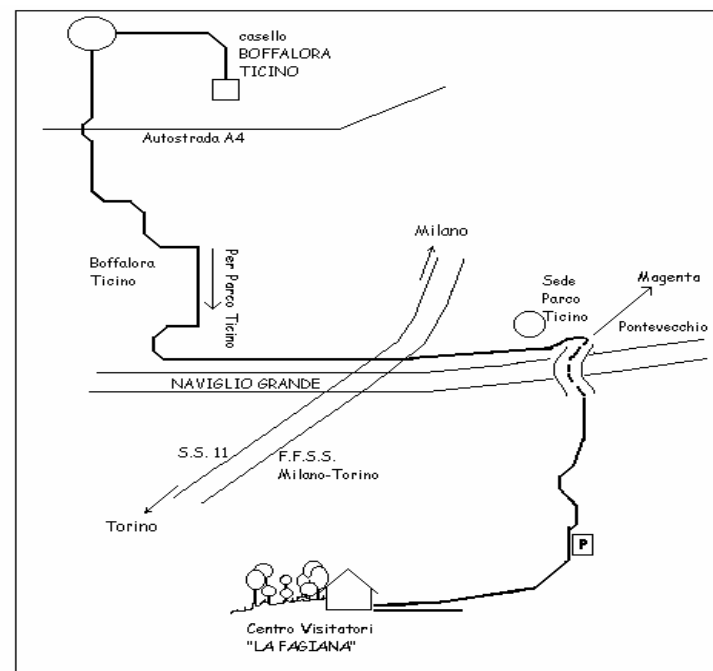 casello
BOFFALORA
TICINO
Autostrada A4
Milano
Boffalora
Ticino
Per Parco Ticino
Sede
Parco
Ticino
Magenta
Pontevecchio
NAVIGLIO GRANDE
S.S. 11
F.F.S.S.
Milano-Torino
Torino
P
Centro Visitatori
"LA FAGIANA"